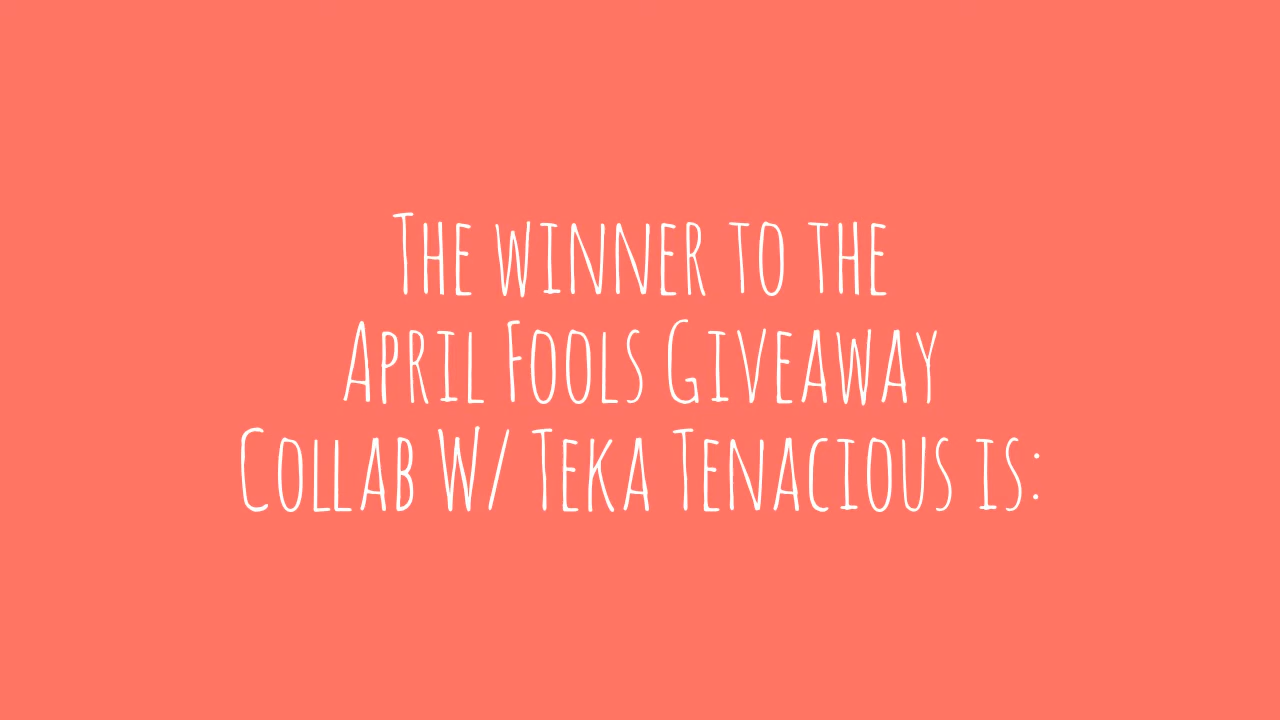 The winner to the
April Fools Giveaway
Collab W/ Teka Tenacious is: